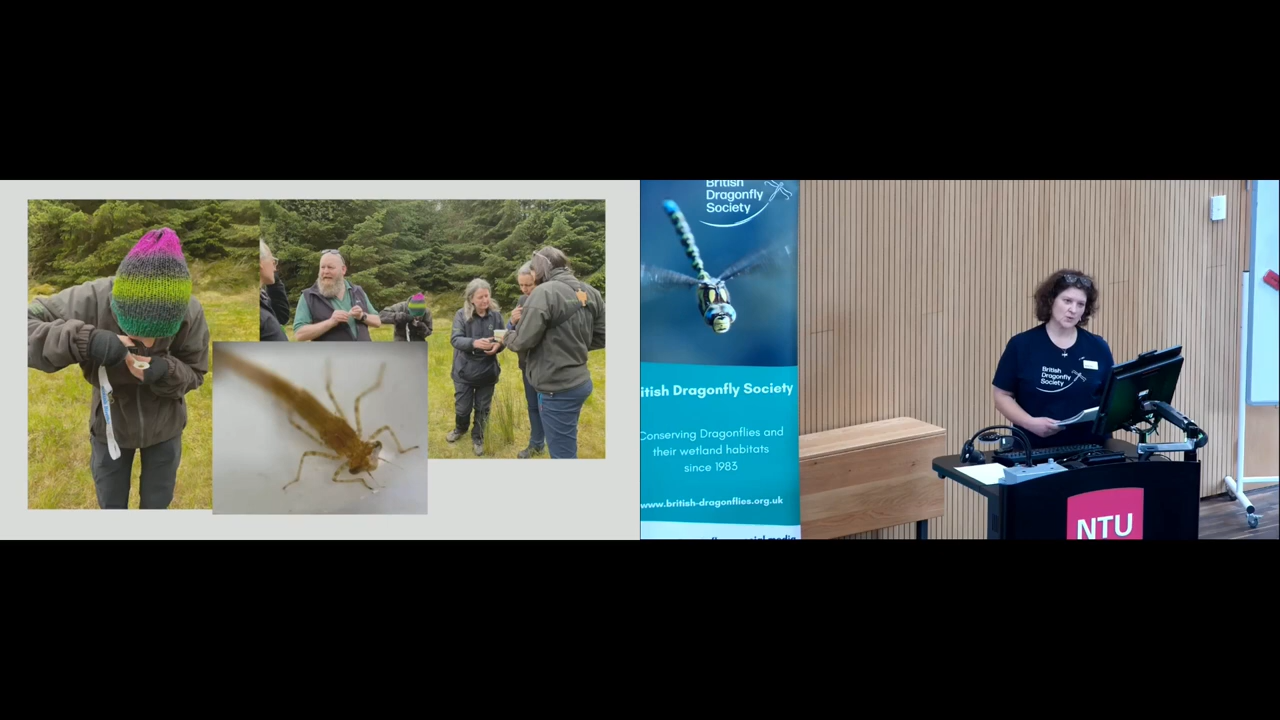 British
Dragonfly
Society
itish Dragonfly Society
Conserving Dragonflies and
their wetland habitats
since 1983
www.british-dragonflies.org.uk
British
Dragonfly
Society
NTU